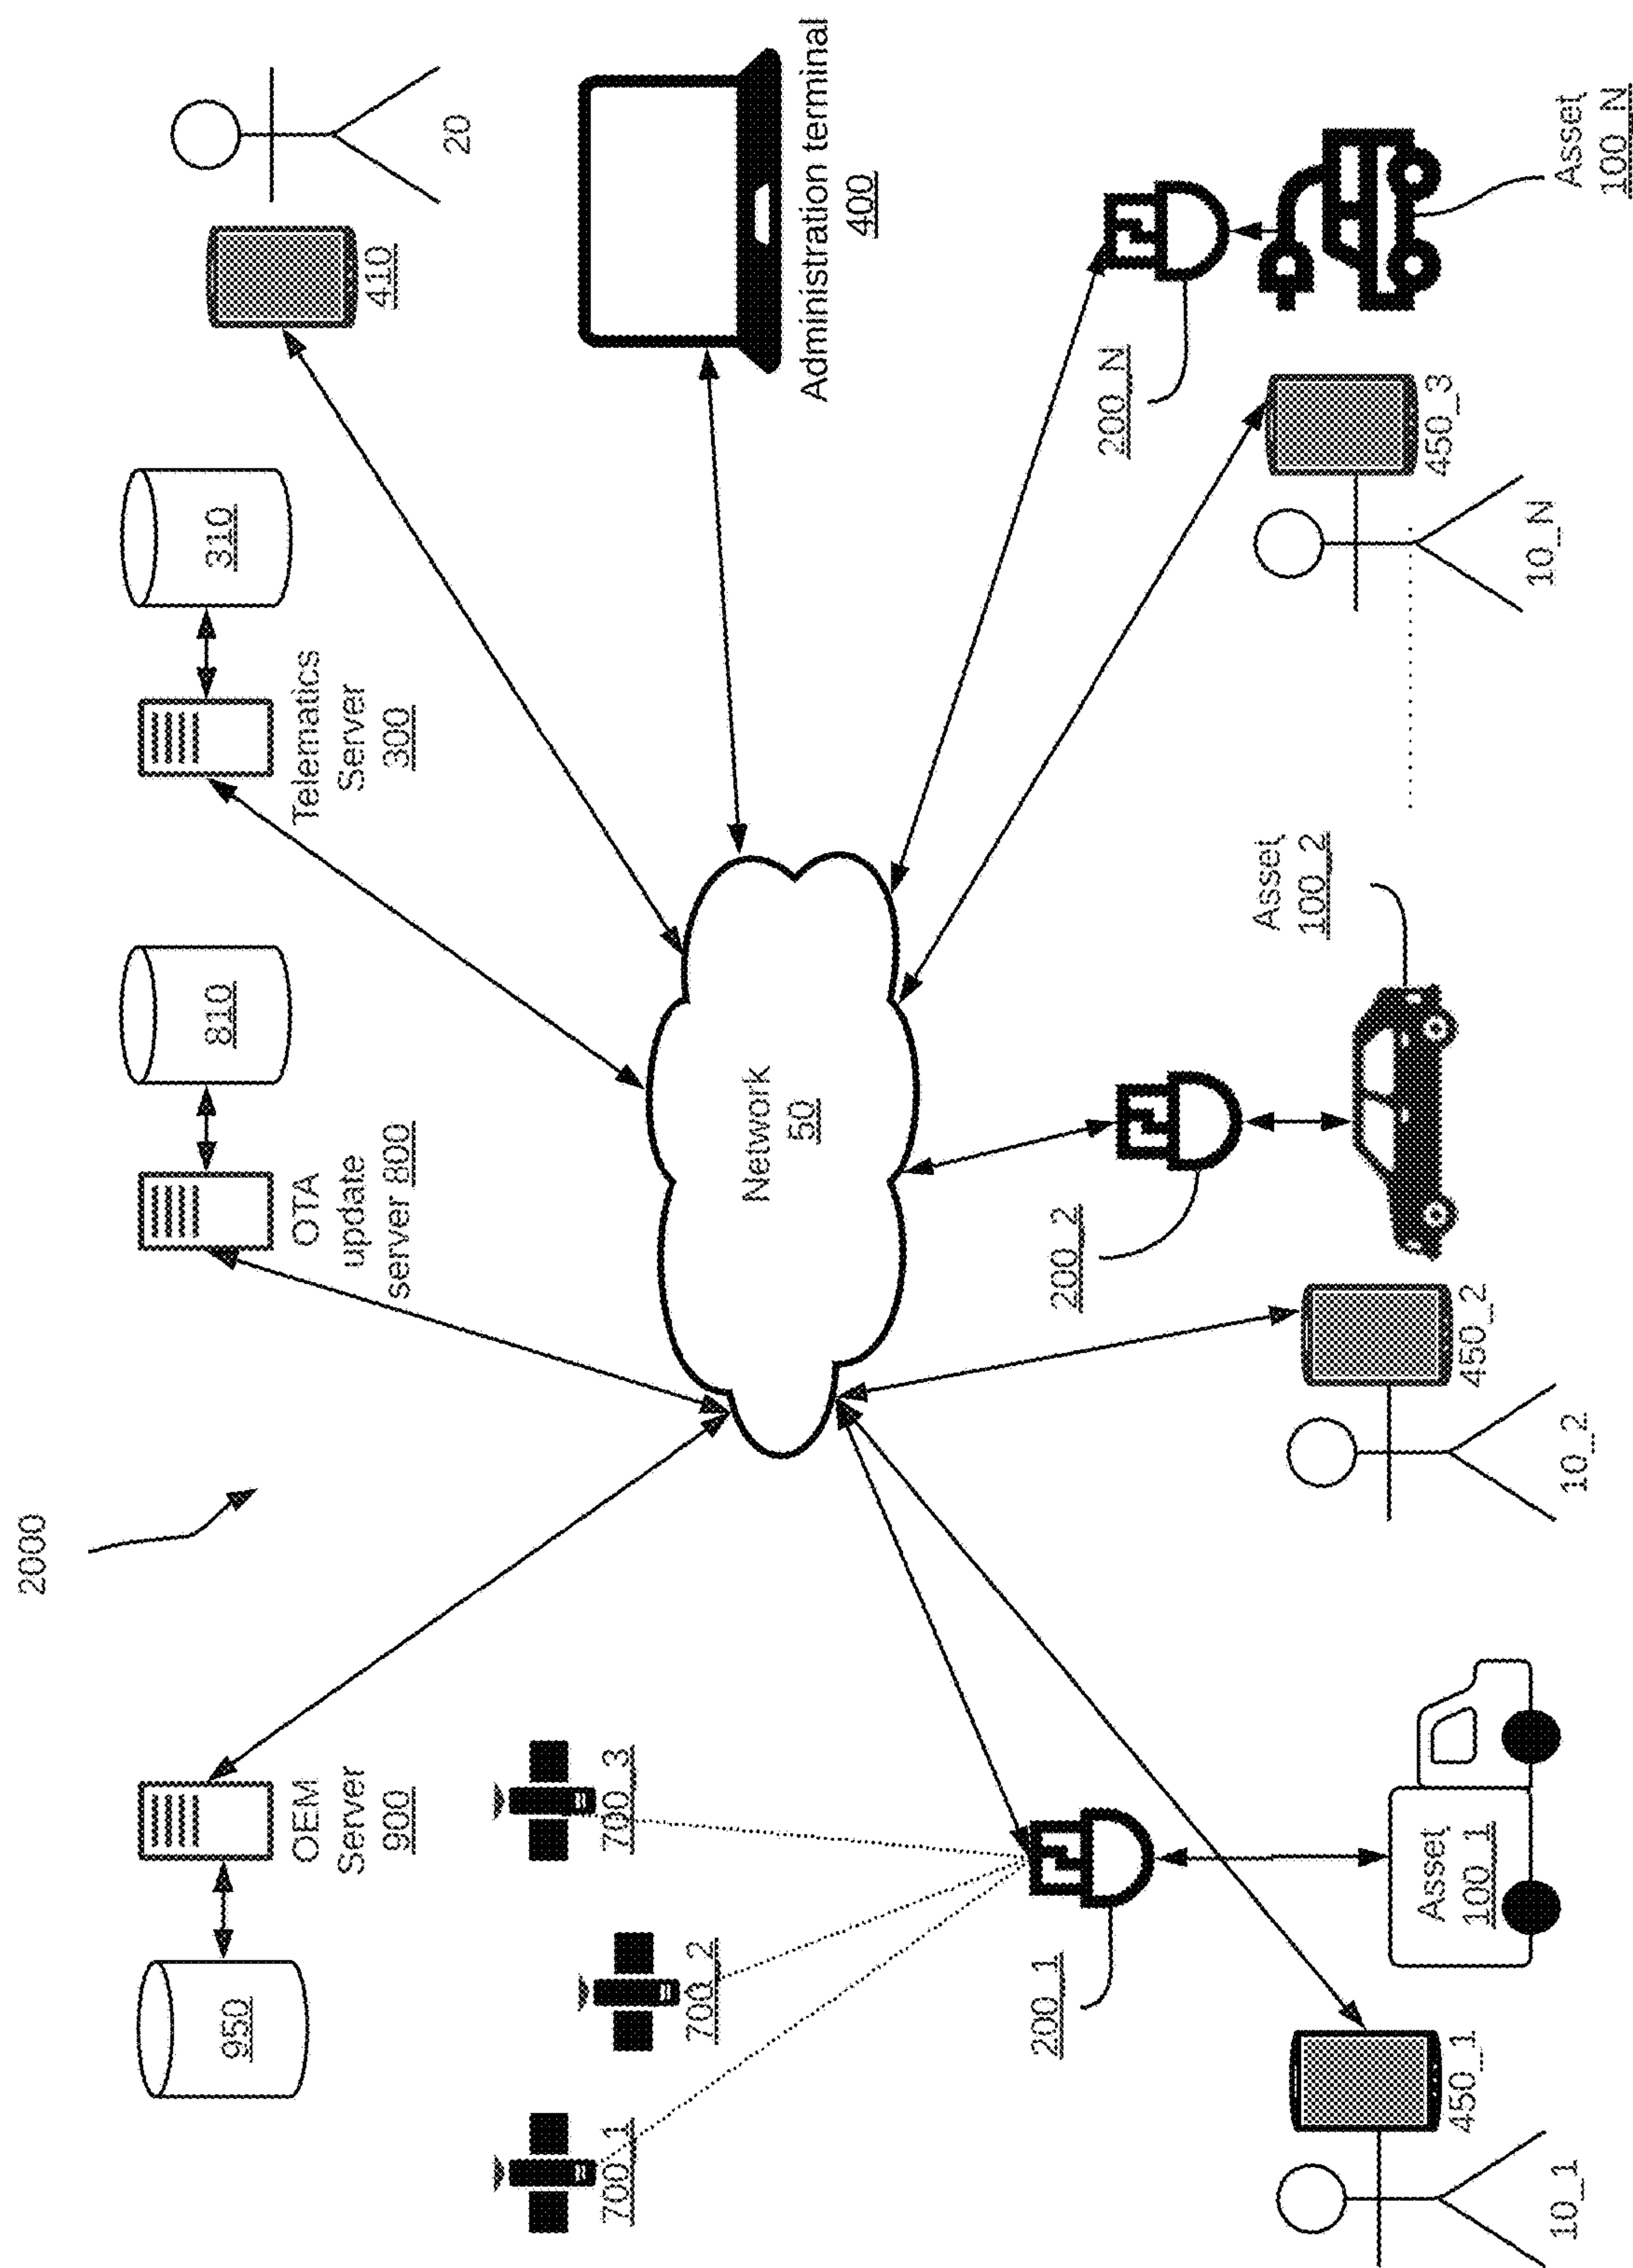 2000
950
OEM
Server
900
OTA
update
server 800
810
Telematics
Server
300
310
410
20
700_1
700_2
700_3
Network
50
Administration terminal
400
200_1
200_2
200_N
Asset
100_1
Asset
100_2
Asset
100_N
450_1
10_1
450_2
10_2
450_3
10_N